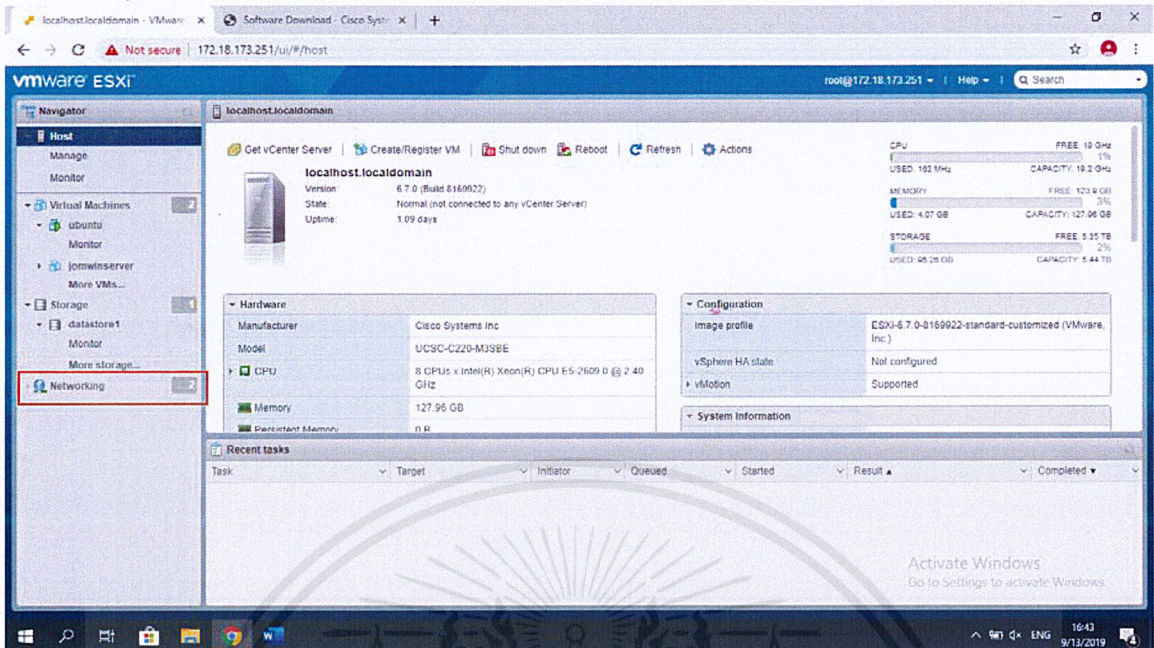 localhost.localdomain - VMware
Software Download - Cisco Syste
Not secure | 172.18.173.251/ui/#/host
vmware ESXi
root@172.18.173.251 | Help | Search
Navigator
localhost.localdomain
Host
Manage
Monitor
Virtual Machines 2
ubuntu
Monitor
jomwinserver
More VMs...
Storage 1
datastore1
Monitor
More storage...
Networking 2
Get vCenter Server | Create/Register VM | Shut down Reboot | Refresh | Actions
localhost.localdomain
Version: 6.7.0 (Build 8169922)
State: Normal (not connected to any vCenter Server)
Uptime: 1.09 days
CPU FREE: 19 GHz
1%
USED: 162 MHz CAPACITY: 19.2 GHz
MEMORY FREE: 123.9 GB
3%
USED: 4.07 GB CAPACITY: 127.96 GB
STORAGE FREE: 5.35 TB
2%
USED: 95.26 GB CAPACITY: 5.44 TB
Hardware
Manufacturer Cisco Systems Inc
Model UCSC-C220-M3SBE
CPU 8 CPUs x Intel(R) Xeon(R) CPU E5-2609 0 @ 2.40
GHz
Memory 127.96 GB
Persistent Memory 0 B
Configuration
Image profile ESXi-6.7.0-8169922-standard-customized (VMware,
Inc.)
vSphere HA state Not configured
vMotion Supported
System Information
Recent tasks
Task Target Initiator Queued Started Result Completed
Activate Windows
Go to Settings to activate Windows.
ENG
16:43
9/13/2019